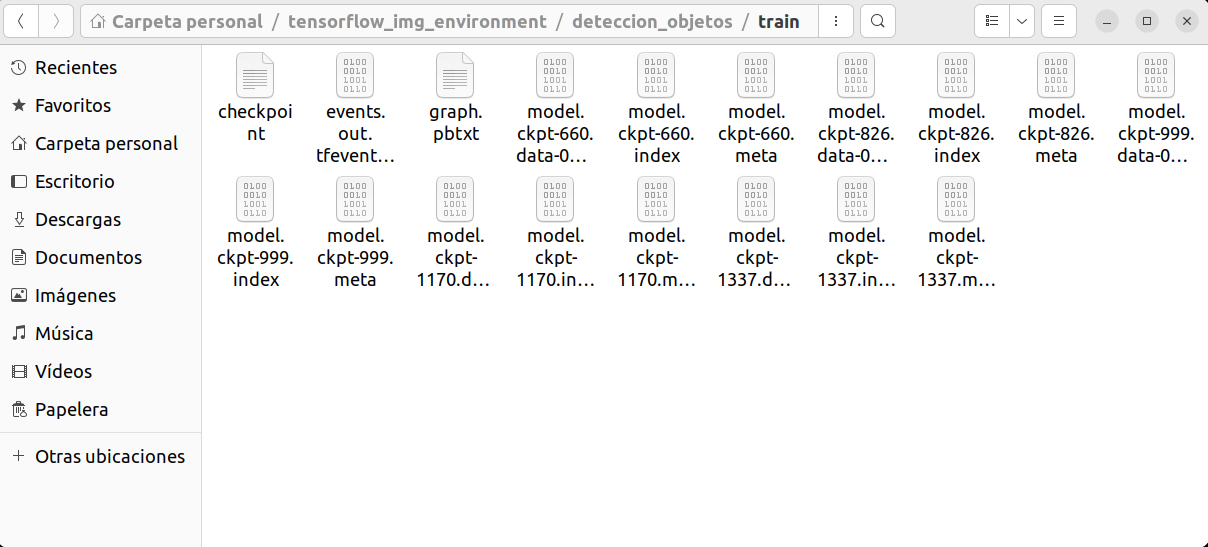 Carpeta personal / tensorflow_img_environment / deteccion_objetos / train
Recientes
Favoritos
Carpeta personal
Escritorio
Descargas
Documentos
Imágenes
Música
Vídeos
Papelera
Otras ubicaciones
checkpoi
nt
events.
out.
tfevent...
graph.
pbtxt
model.
ckpt-660.
data-0...
model.
ckpt-660.
index
model.
ckpt-660.
meta
model.
ckpt-826.
data-0...
model.
ckpt-826.
index
model.
ckpt-826.
meta
model.
ckpt-999.
data-0...
model.
ckpt-999.
index
model.
ckpt-999.
meta
model.
ckpt-
1170.d...
model.
ckpt-
1170.in...
model.
ckpt-
1170.m...
model.
ckpt-
1337.d...
model.
ckpt-
1337.in...
model.
ckpt-
1337.m...